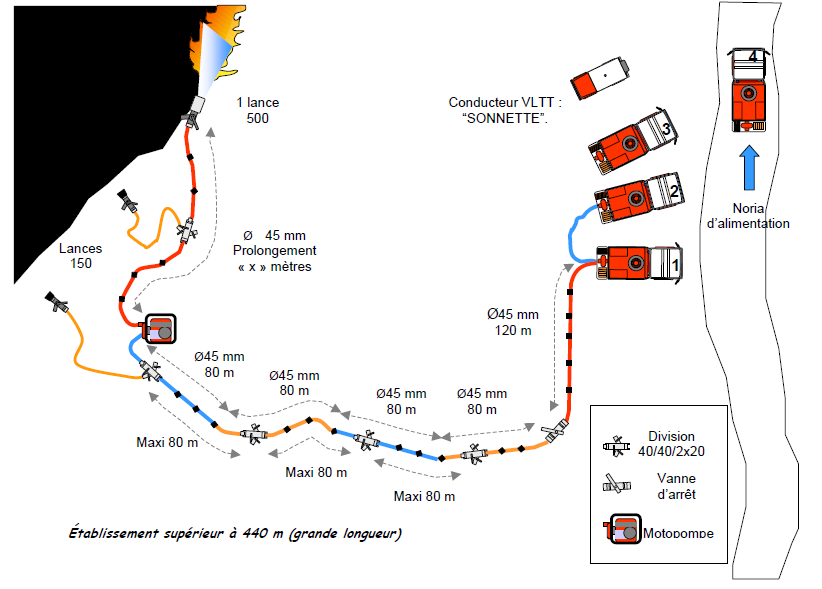 1 lance
500
Conducteur VLTT :
“SONNETTE”.
4
3
2
1
Noria
d’alimentation
Lances
150
Ø 45 mm
Prolongement
« x » mètres
Ø45 mm
120 m
Ø45 mm
80 m
Ø45 mm
80 m
Ø45 mm
80 m
Ø45 mm
80 m
Maxi 80 m
Maxi 80 m
Maxi 80 m
Établissement supérieur à 440 m (grande longueur)
Division
40/40/2x20
Vanne
d’arrêt
Motopompe